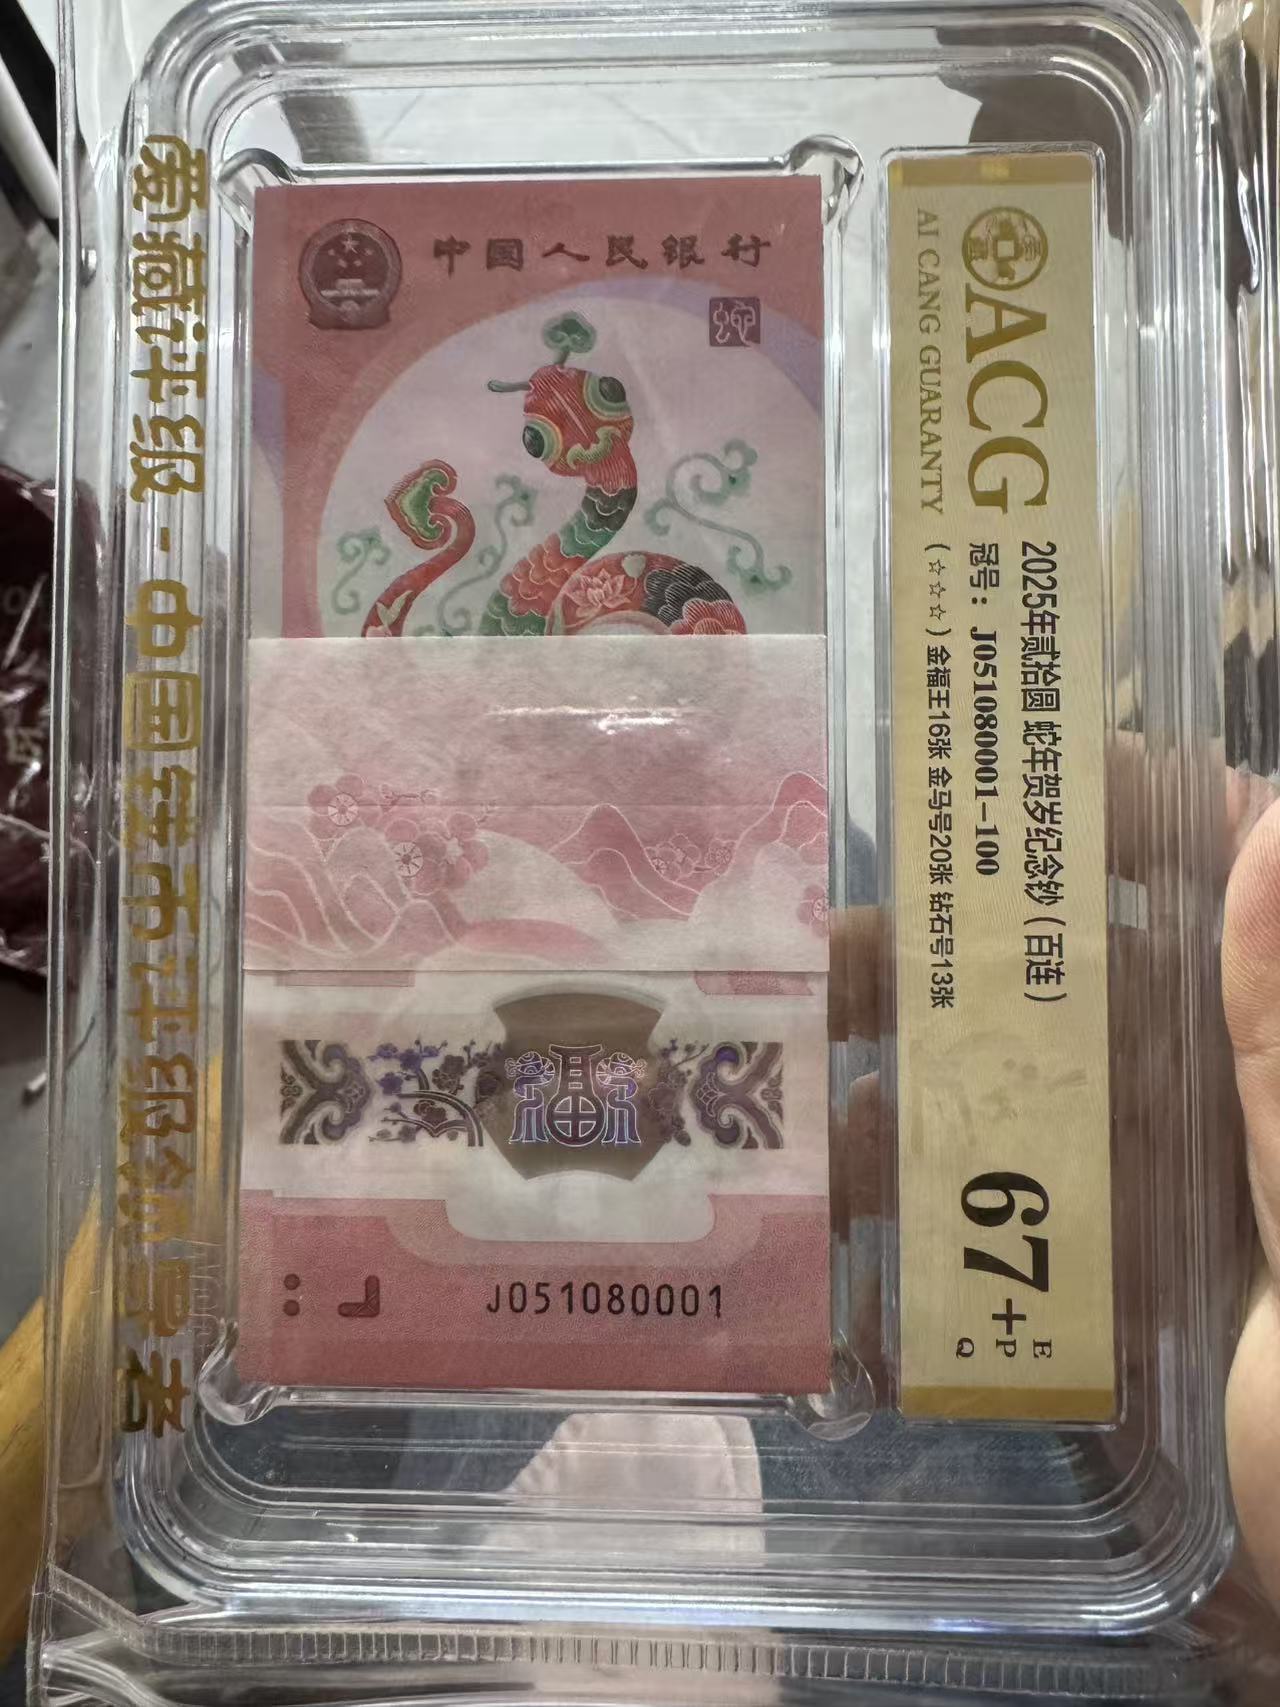 中国人民银行
蛇
J051080001
ACG
AI CANG GUARANTY
2025年贰拾圆 蛇年贺岁纪念钞（百连）
冠号：J051080001-100
（☆☆☆）金福王16张 金马号20张 钻石号13张
67+
E
P
Q
爱藏评级-中国钱币评级领导者
福